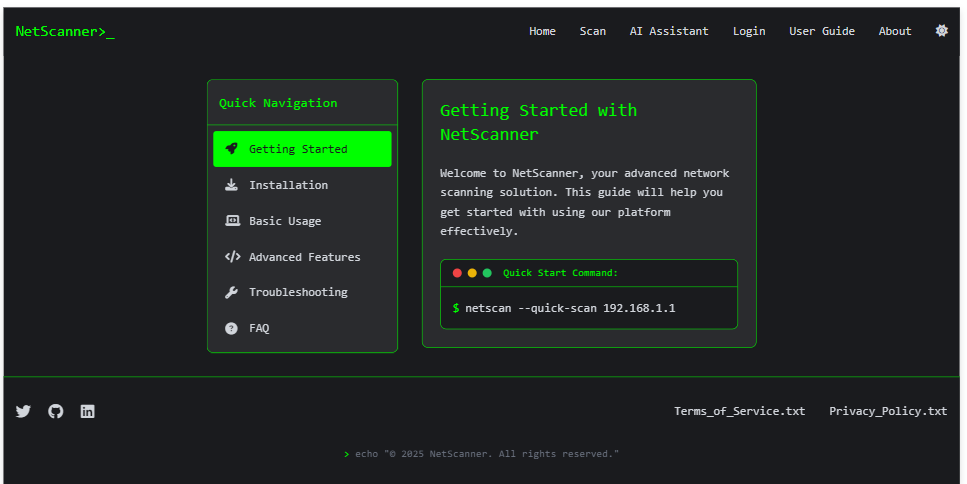 NetScanner>_
Home
Scan
AI Assistant
Login
User Guide
About
Quick Navigation
Getting Started
Installation
Basic Usage
Advanced Features
Troubleshooting
FAQ
Getting Started with
NetScanner
Welcome to NetScanner, your advanced network
scanning solution. This guide will help you
get started with using our platform
effectively.
Quick Start Command:
$ netscan --quick-scan 192.168.1.1
Terms_of_Service.txt
Privacy_Policy.txt
> echo "© 2025 NetScanner. All rights reserved."